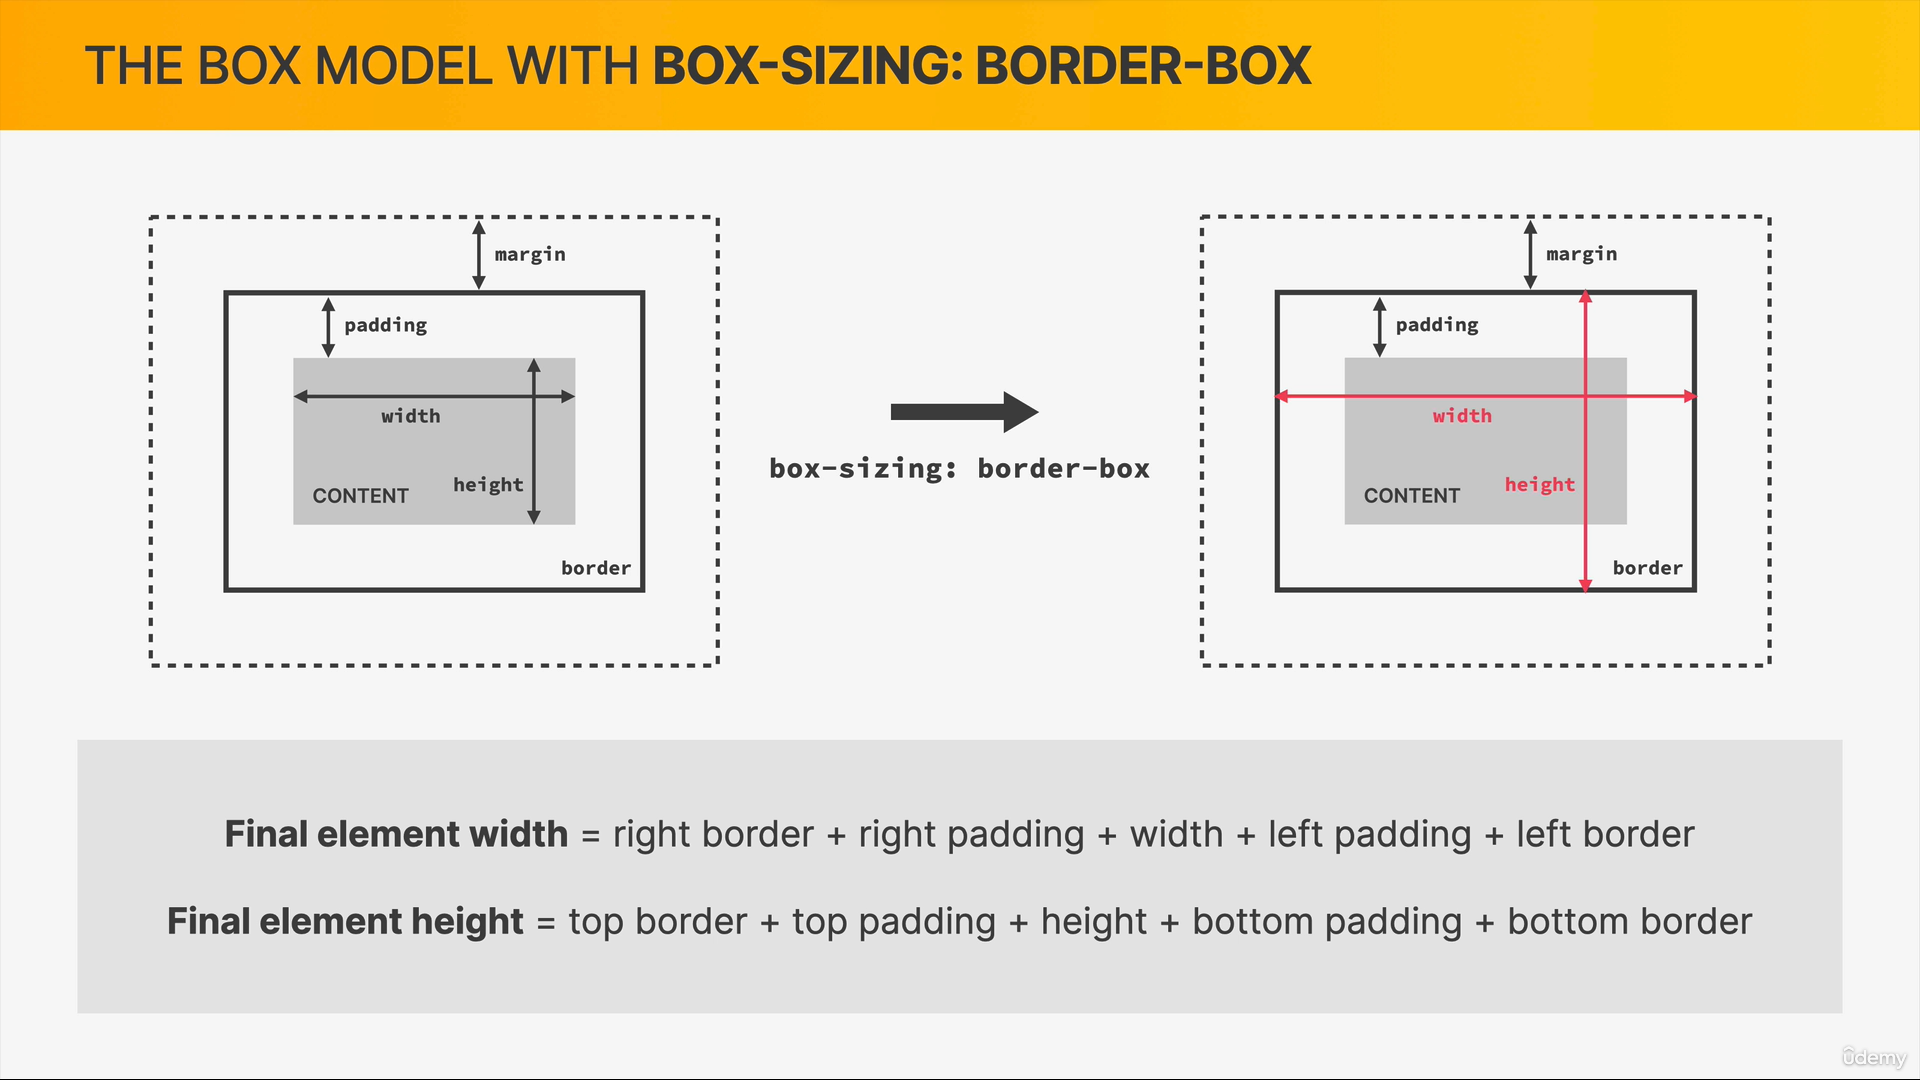 THE BOX MODEL WITH BOX-SIZING: BORDER-BOX
margin
padding
width
CONTENT
height
border
box-sizing: border-box
margin
padding
width
CONTENT
height
border
Final element width = right border + right padding + width + left padding + left border
Final element height = top border + top padding + height + bottom padding + bottom border
ûdemy